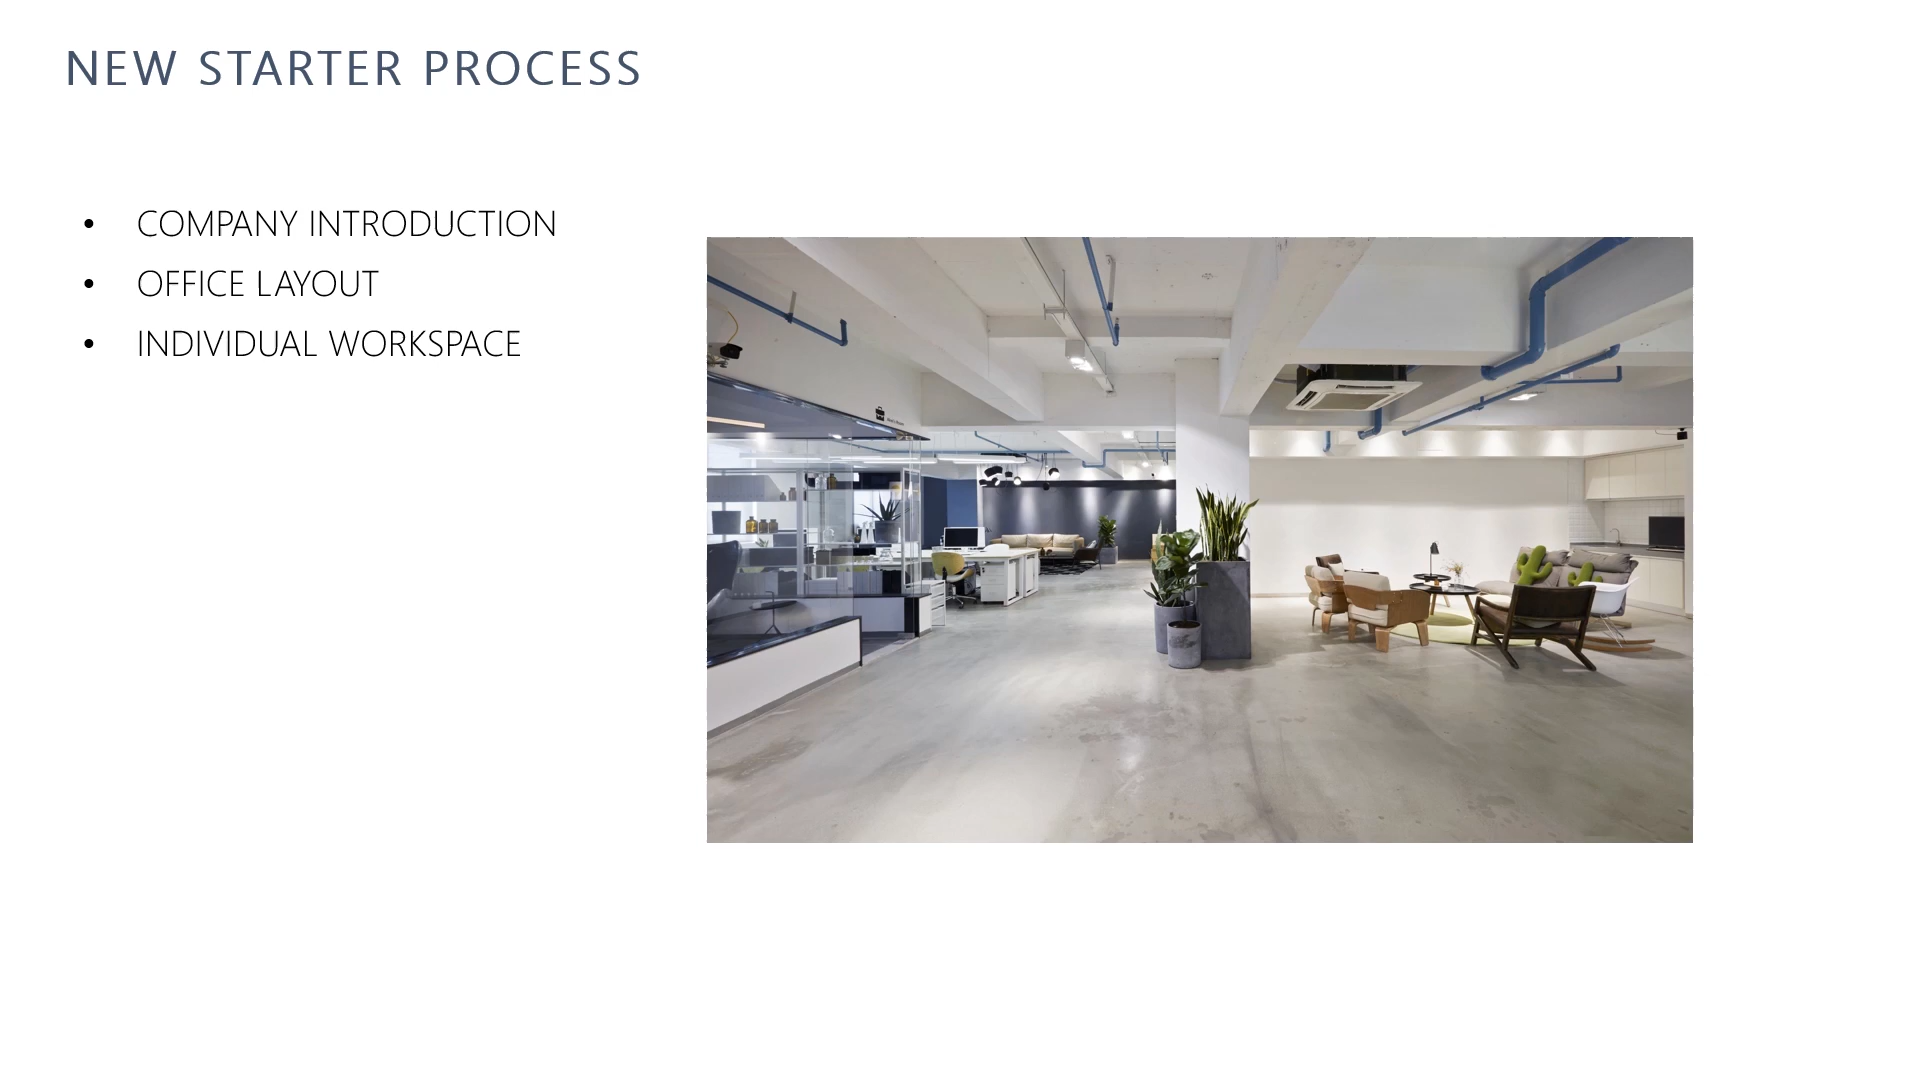 NEW STARTER PROCESS
• COMPANY INTRODUCTION
• OFFICE LAYOUT
• INDIVIDUAL WORKSPACE